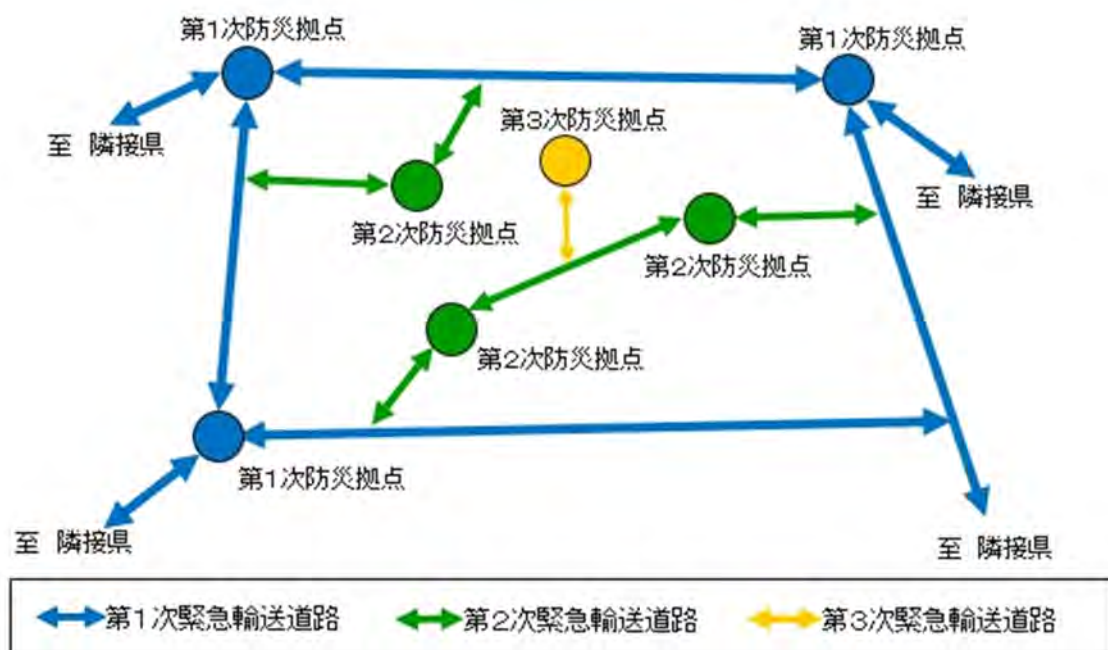 第1次防災拠点
第1次防災拠点
第3次防災拠点
至 隣接県
至 隣接県
第2次防災拠点
第2次防災拠点
第2次防災拠点
第1次防災拠点
至 隣接県
至 隣接県
第1次緊急輸送道路
第2次緊急輸送道路
第3次緊急輸送道路